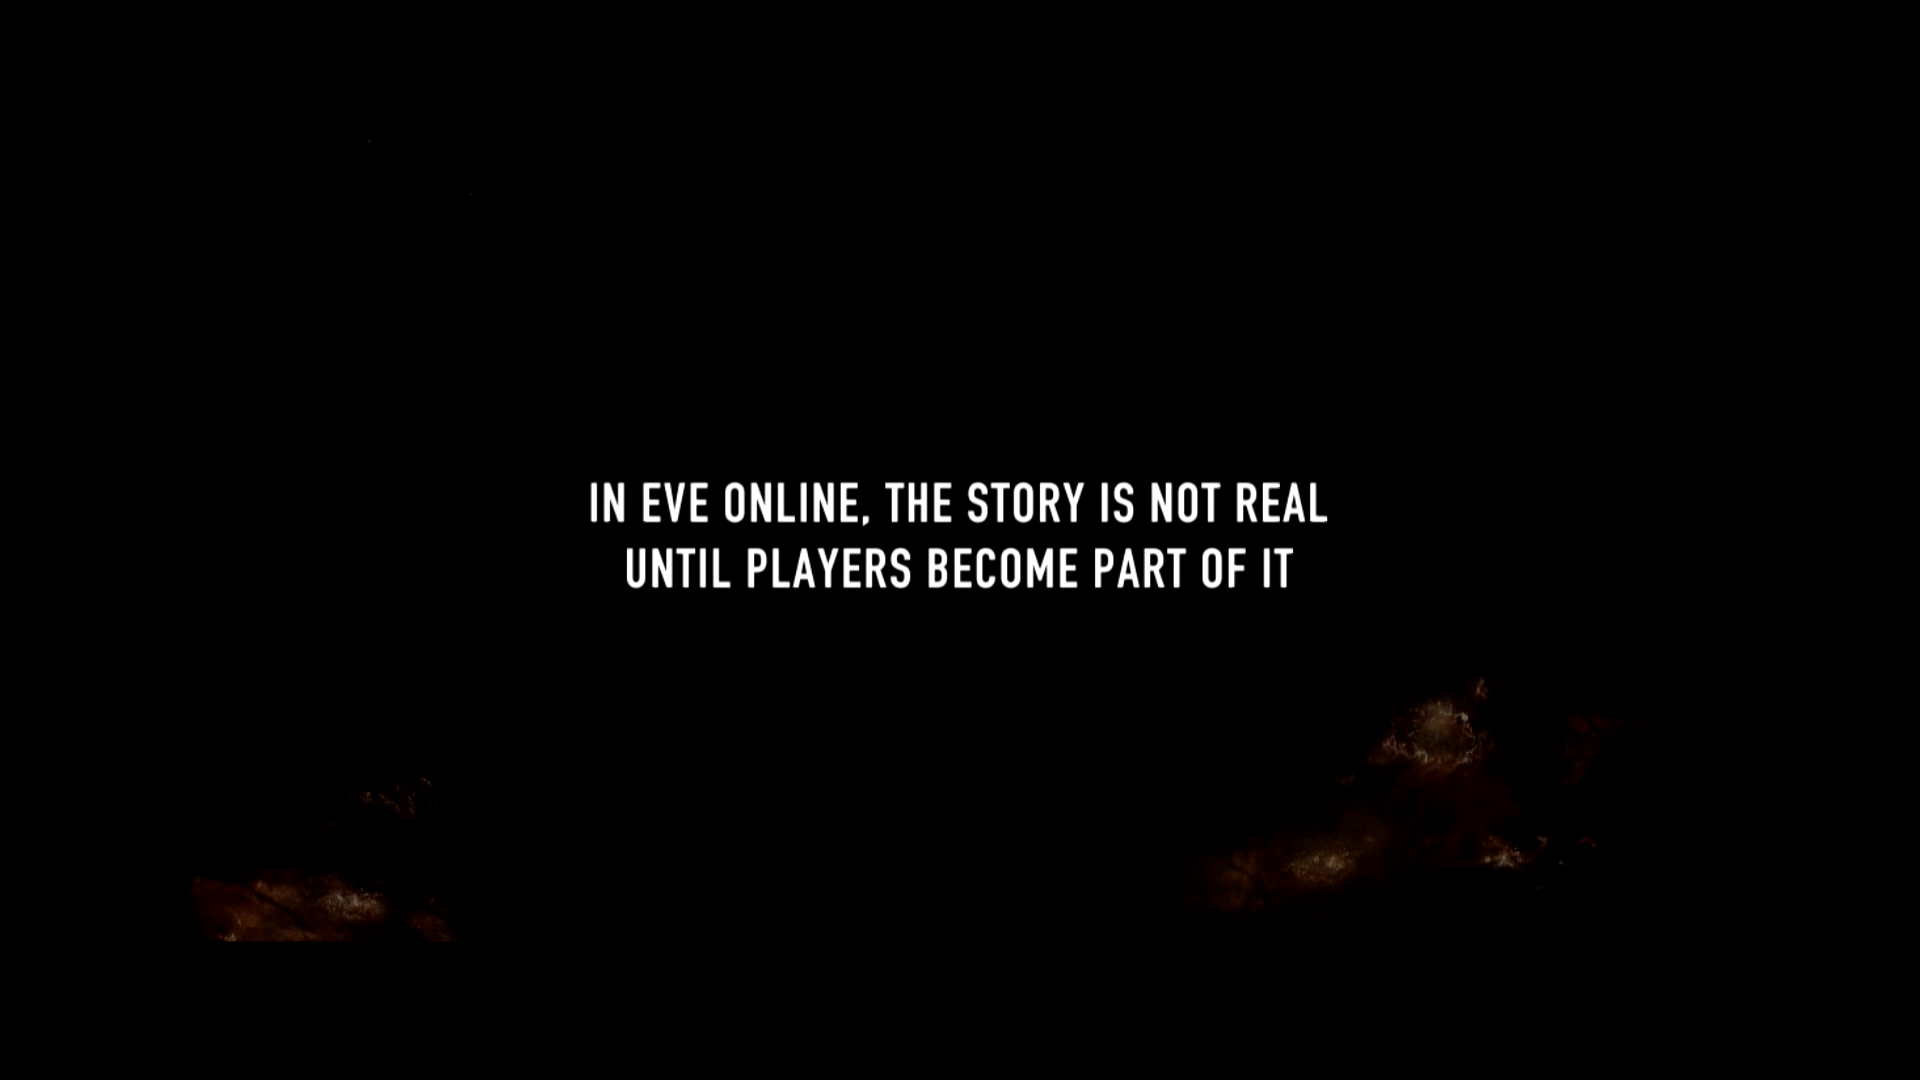 IN EVE ONLINE, THE STORY IS NOT REAL
UNTIL PLAYERS BECOME PART OF IT